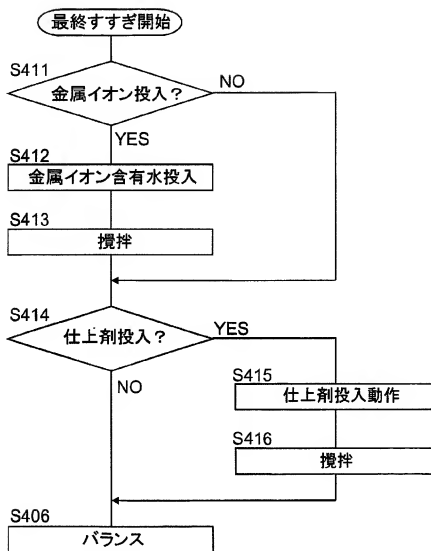 最終すすぎ開始
S411
金属イオン投入？
NO
YES
S412
金属イオン含有水投入
S413
攪拌
S414
仕上剤投入？
YES
NO
S415
仕上剤投入動作
S416
攪拌
S406
バランス